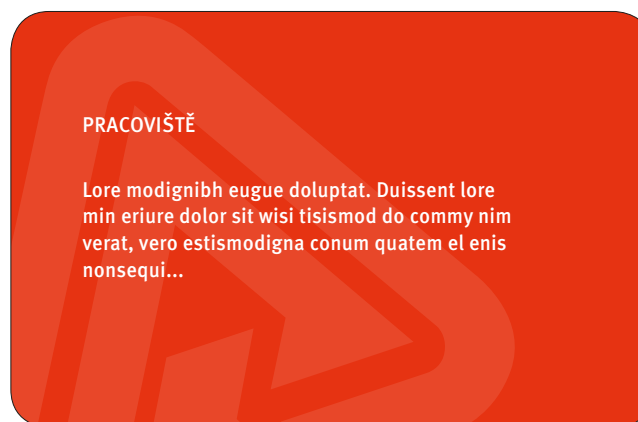 PRACOVIŠTĚ
Lore modignibh eugue doluptat. Duissent lore
min eriure dolor sit wisi tisismod do commy nim
verat, vero estismodigna conum quatem el enis
nonsequi...